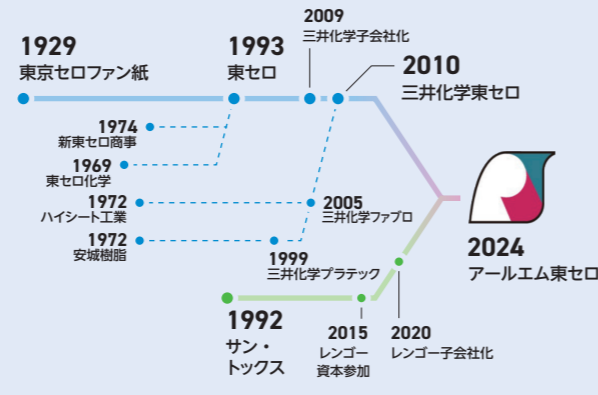 1929
東京セロファン紙
1993
東セロ
2009
三井化学子会社化
2010
三井化学東セロ
1974
新東セロ商事
1969
東セロ化学
1972
ハイシート工業
1972
安城樹脂
2005
三井化学ファブロ
1999
三井化学プラテック
2024
アールエム東セロ
1992
サン・
トックス
2015
レンゴー
資本参加
2020
レンゴー子会社化